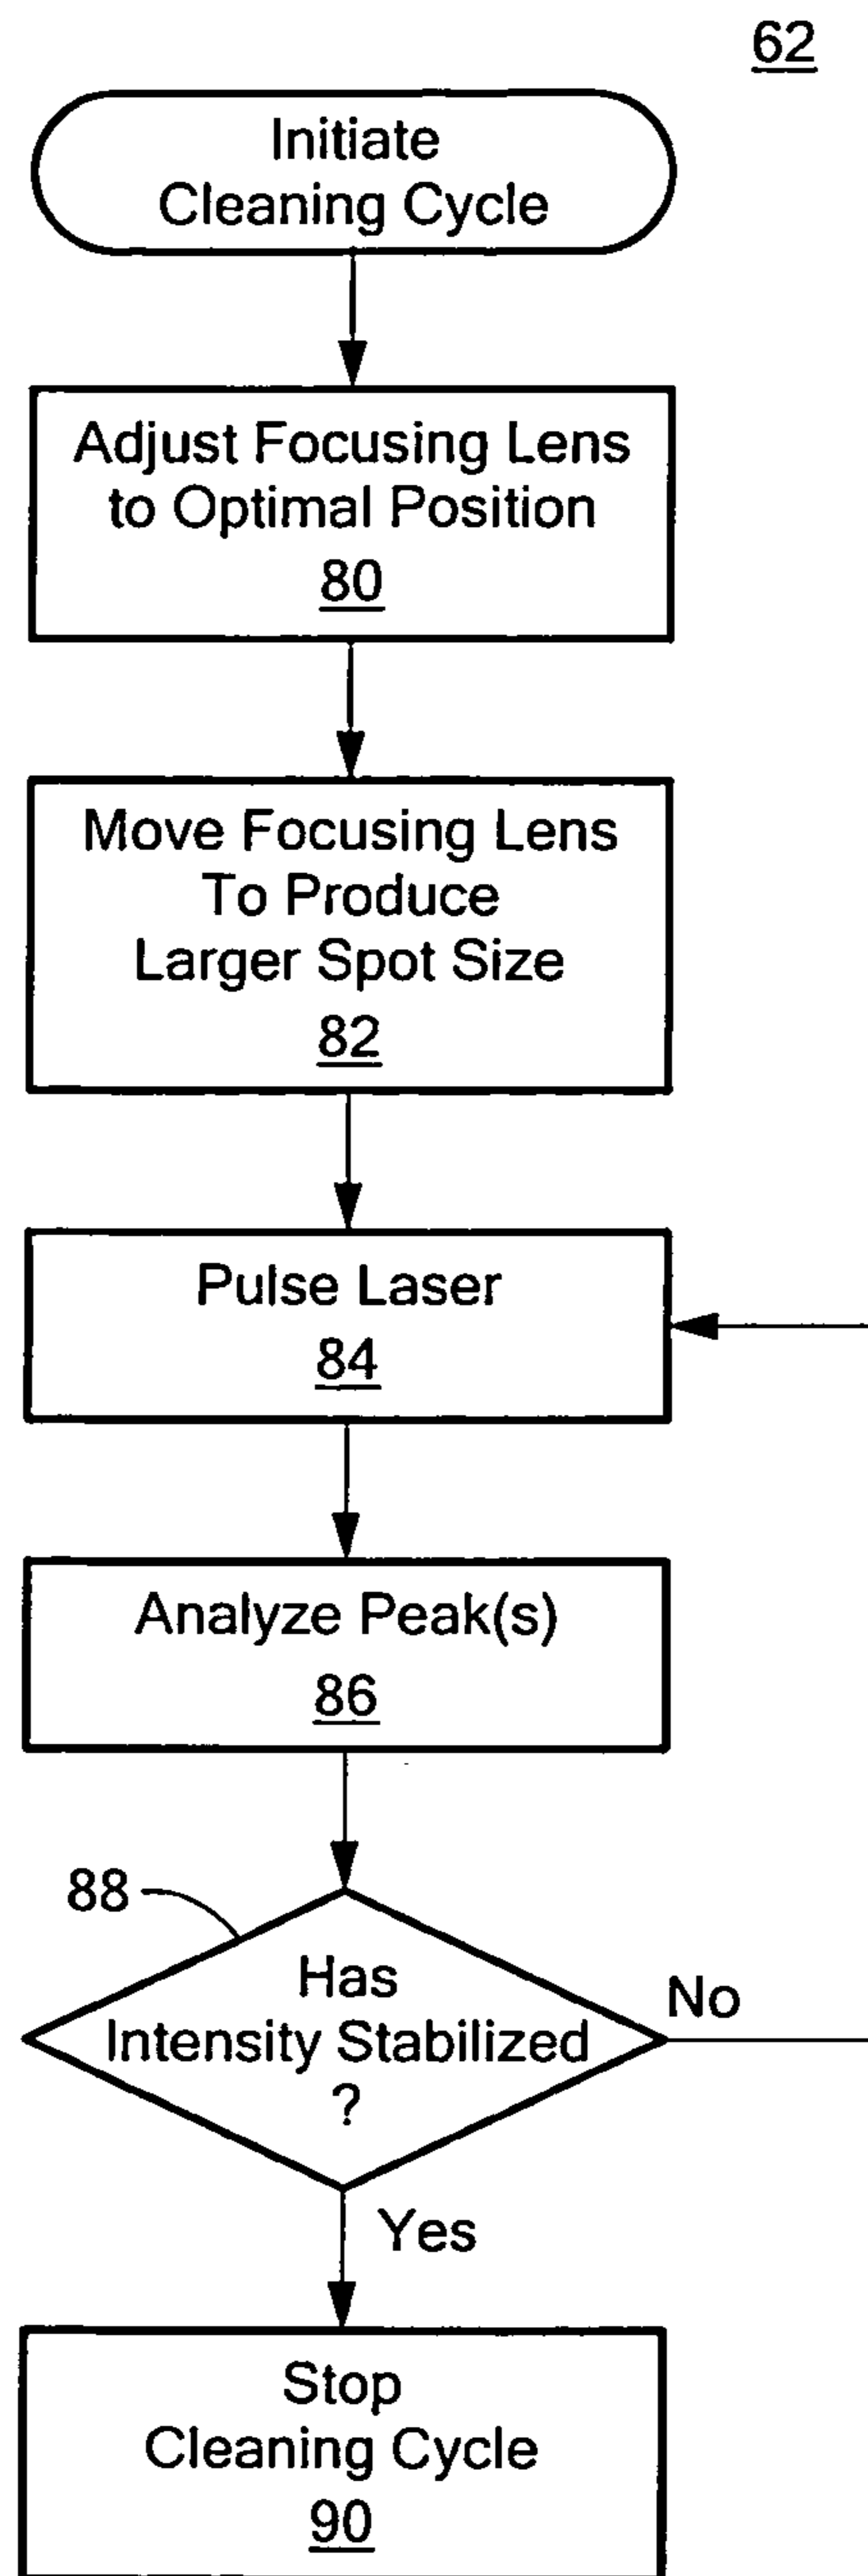 62
Initiate
Cleaning Cycle
Adjust Focusing Lens
to Optimal Position
80
Move Focusing Lens
To Produce
Larger Spot Size
82
Pulse Laser
84
Analyze Peak(s)
86
88
Has
Intensity Stabilized
?
No
Yes
Stop
Cleaning Cycle
90